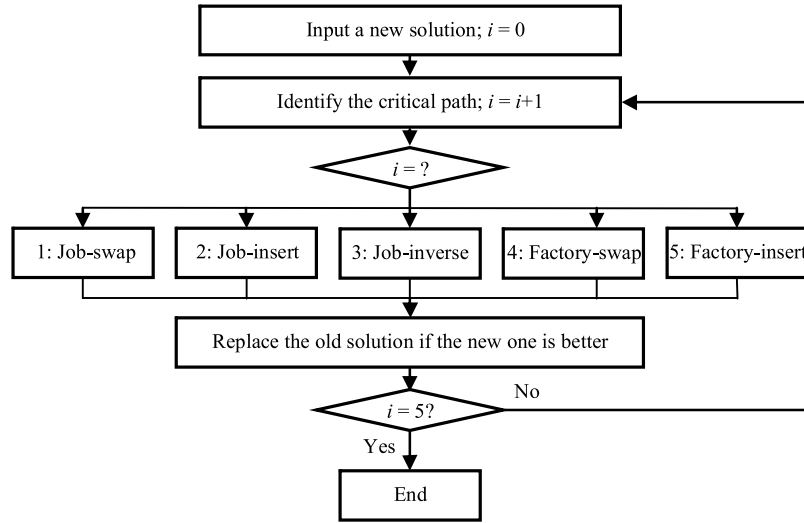 Input a new solution; i = 0
Identify the critical path; i = i+1
i = ?
1: Job-swap
2: Job-insert
3: Job-inverse
4: Factory-swap
5: Factory-insert
Replace the old solution if the new one is better
i = 5?
No
Yes
End